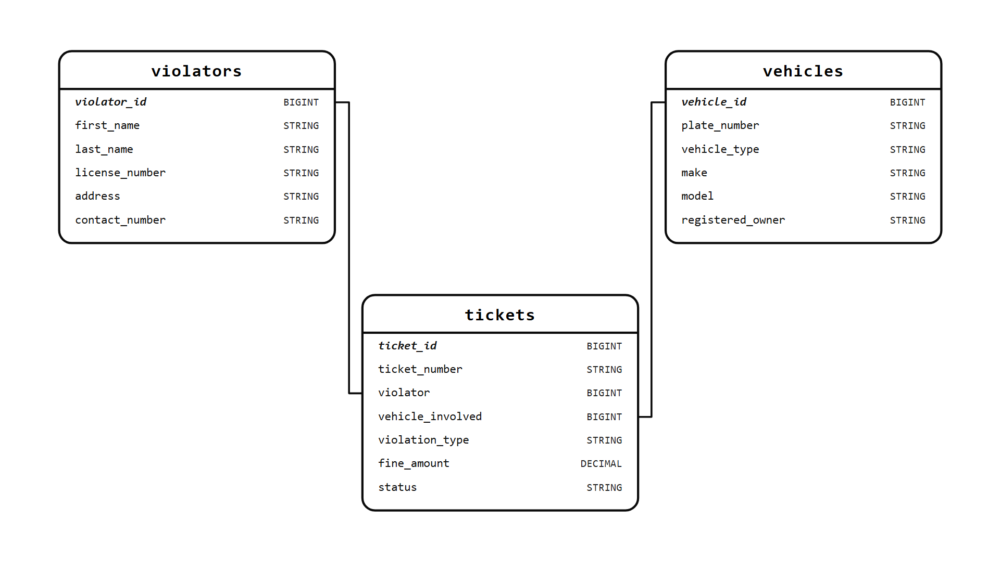 violators
violator_id BIGINT
first_name STRING
last_name STRING
license_number STRING
address STRING
contact_number STRING
vehicles
vehicle_id BIGINT
plate_number STRING
vehicle_type STRING
make STRING
model STRING
registered_owner STRING
tickets
ticket_id BIGINT
ticket_number STRING
violator BIGINT
vehicle_involved BIGINT
violation_type STRING
fine_amount DECIMAL
status STRING